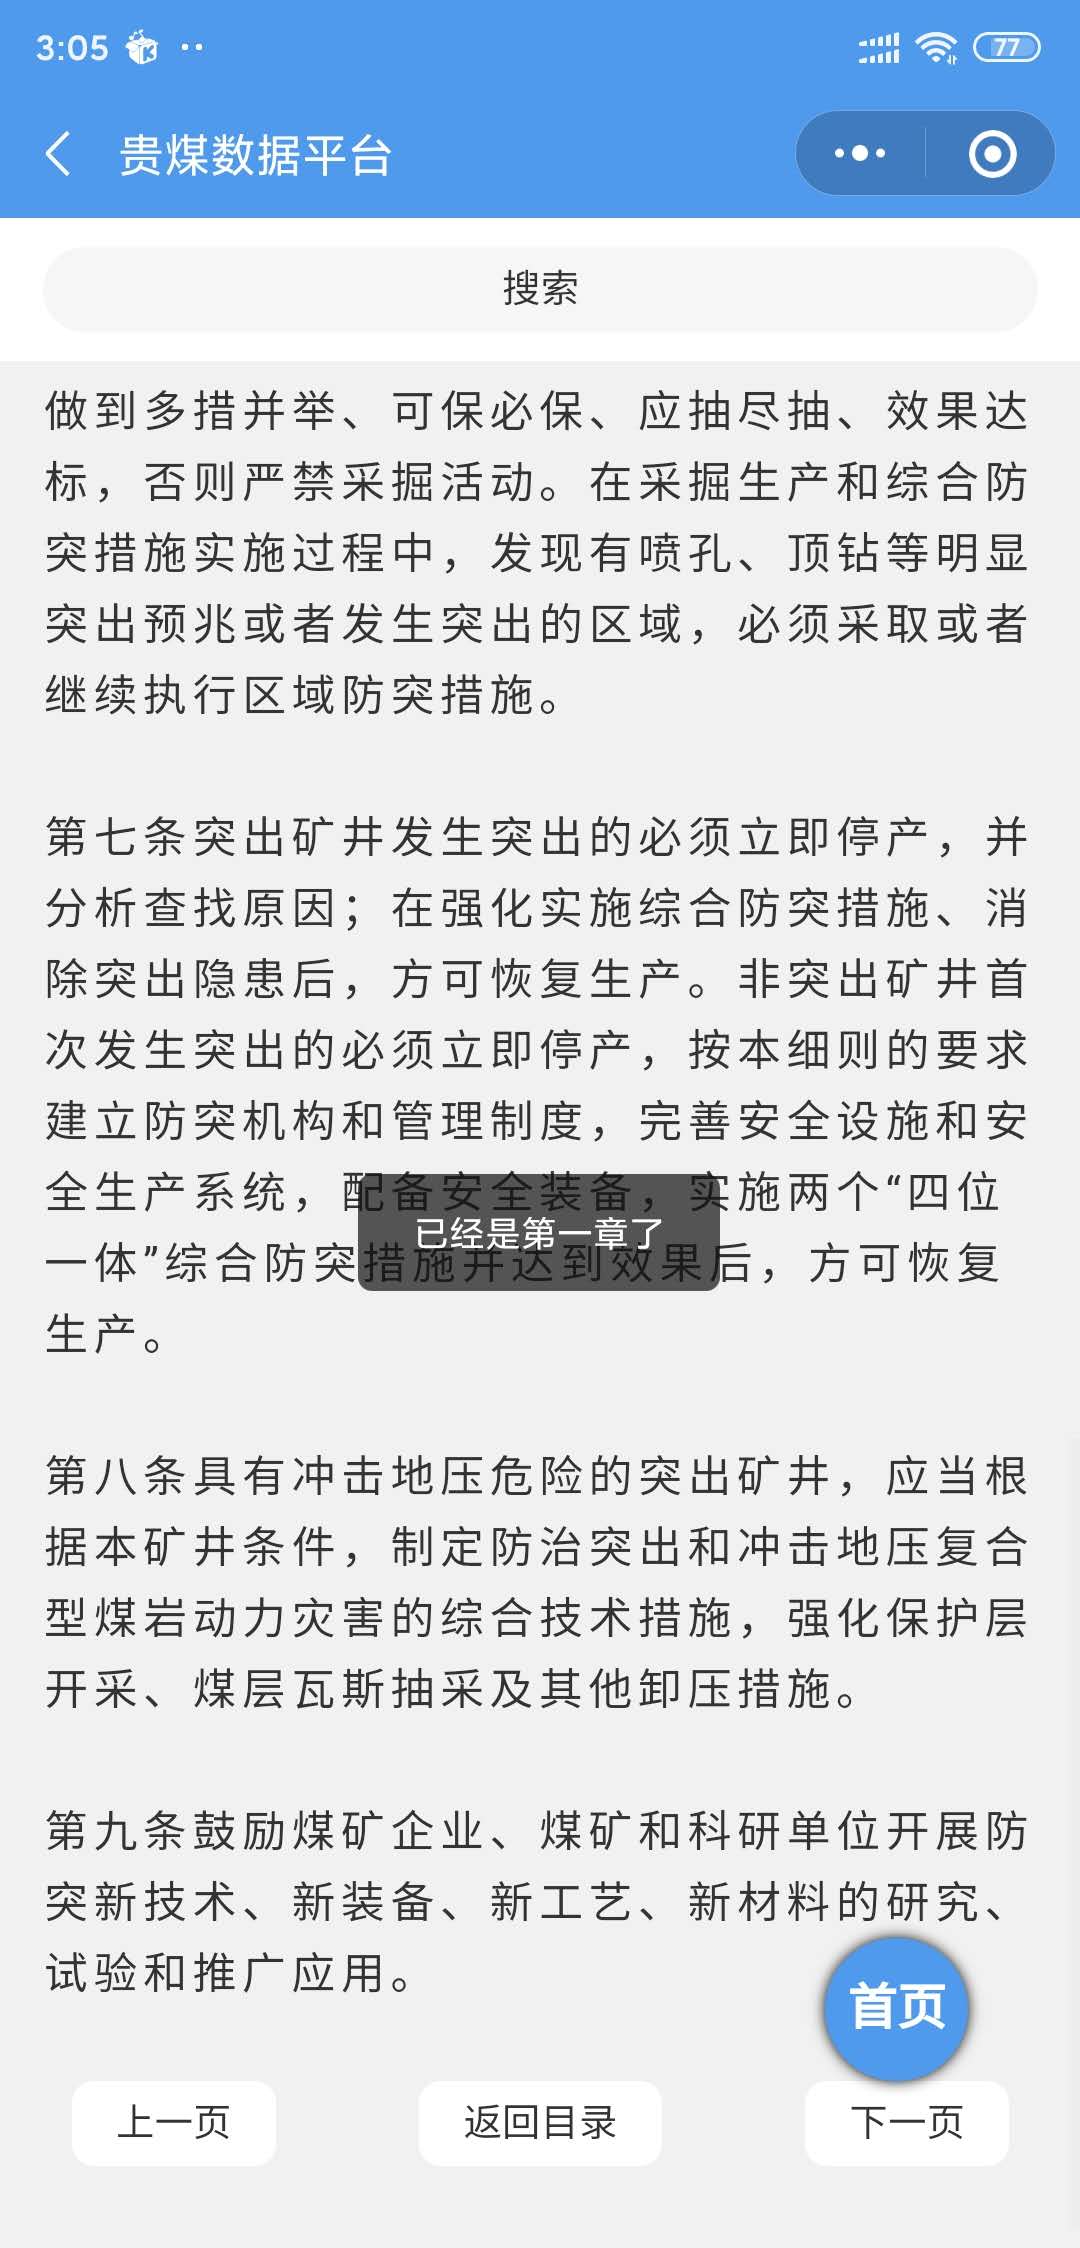 3:05
77
贵煤数据平台
搜索
做到多措并举、可保必保、应抽尽抽、效果达
标，否则严禁采掘活动。在采掘生产和综合防
突措施实施过程中，发现有喷孔、顶钻等明显
突出预兆或者发生突出的区域，必须采取或者
继续执行区域防突措施。
第七条突出矿井发生突出的必须立即停产，并
分析查找原因；在强化实施综合防突措施、消
除突出隐患后，方可恢复生产。非突出矿井首
次发生突出的必须立即停产，按本细则的要求
建立防突机构和管理制度，完善安全设施和安
全生产系统，配备安全装备，实施两个“四位
已经是第一章了
一体”综合防突措施并达到效果后，方可恢复
生产。
第八条具有冲击地压危险的突出矿井，应当根
据本矿井条件，制定防治突出和冲击地压复合
型煤岩动力灾害的综合技术措施，强化保护层
开采、煤层瓦斯抽采及其他卸压措施。
第九条鼓励煤矿企业、煤矿和科研单位开展防
突新技术、新装备、新工艺、新材料的研究、
试验和推广应用。
首页
上一页
返回目录
下一页